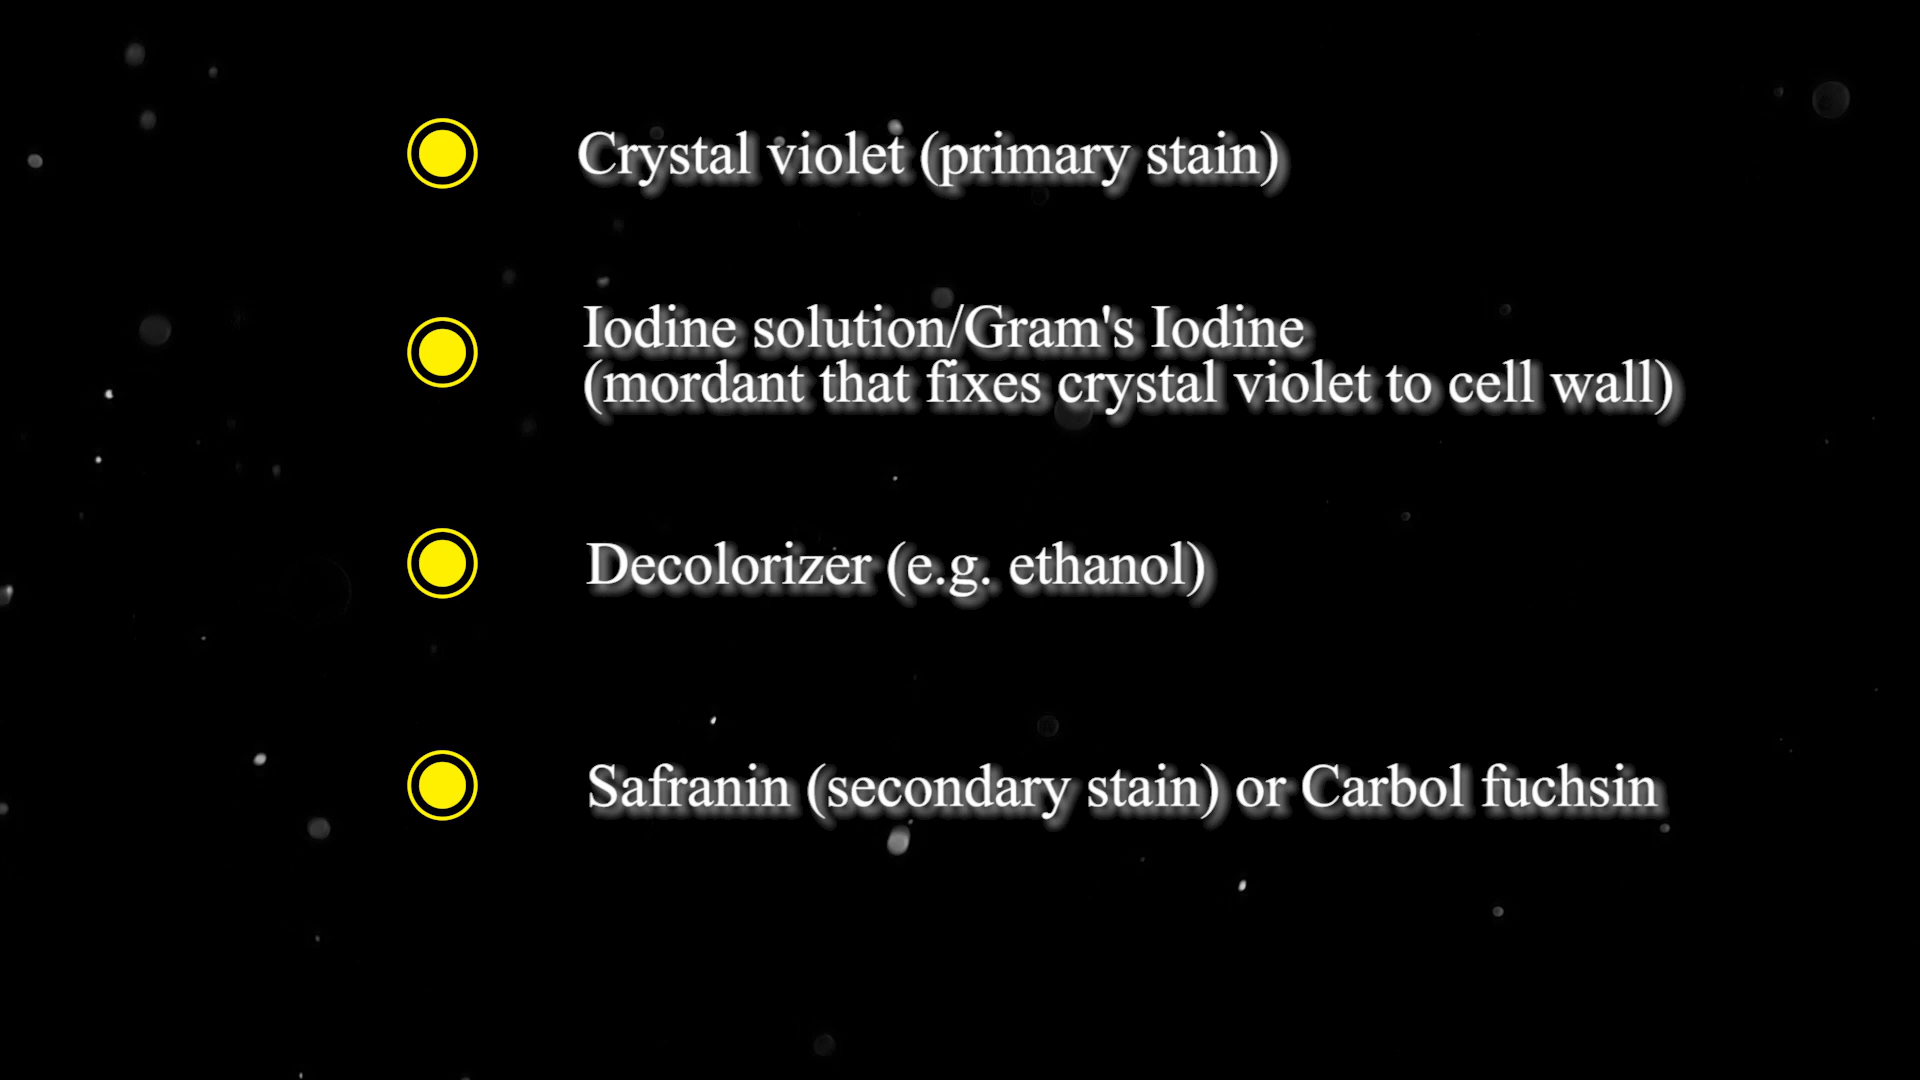 Crystal violet (primary stain)
Iodine solution/Gram's Iodine
(mordant that fixes crystal violet to cell wall)
Decolorizer (e.g. ethanol)
Safranin (secondary stain) or Carbol fuchsin